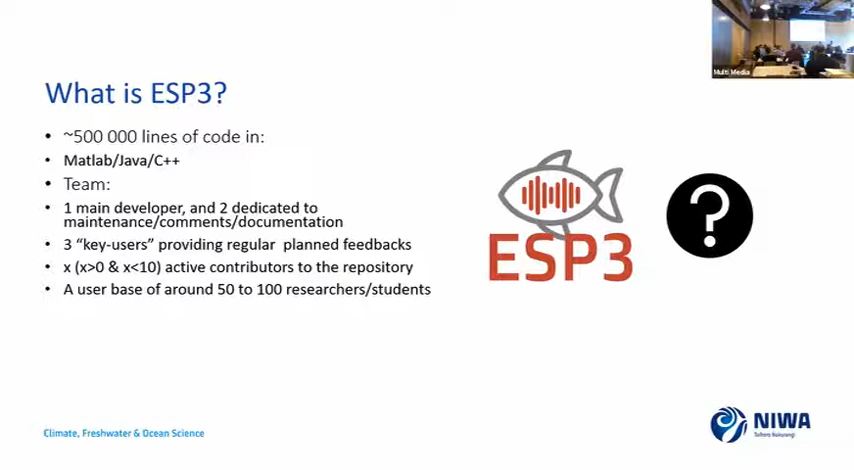 Multi Media
What is ESP3?
• ~500 000 lines of code in:
• Matlab/Java/C++
• Team:
• 1 main developer, and 2 dedicated to
maintenance/comments/documentation
• 3 “key-users” providing regular planned feedbacks
• x (x>0 & x<10) active contributors to the repository
• A user base of around 50 to 100 researchers/students
ESP3
?
Climate, Freshwater & Ocean Science
NIWA
Taihoro Nukurangi